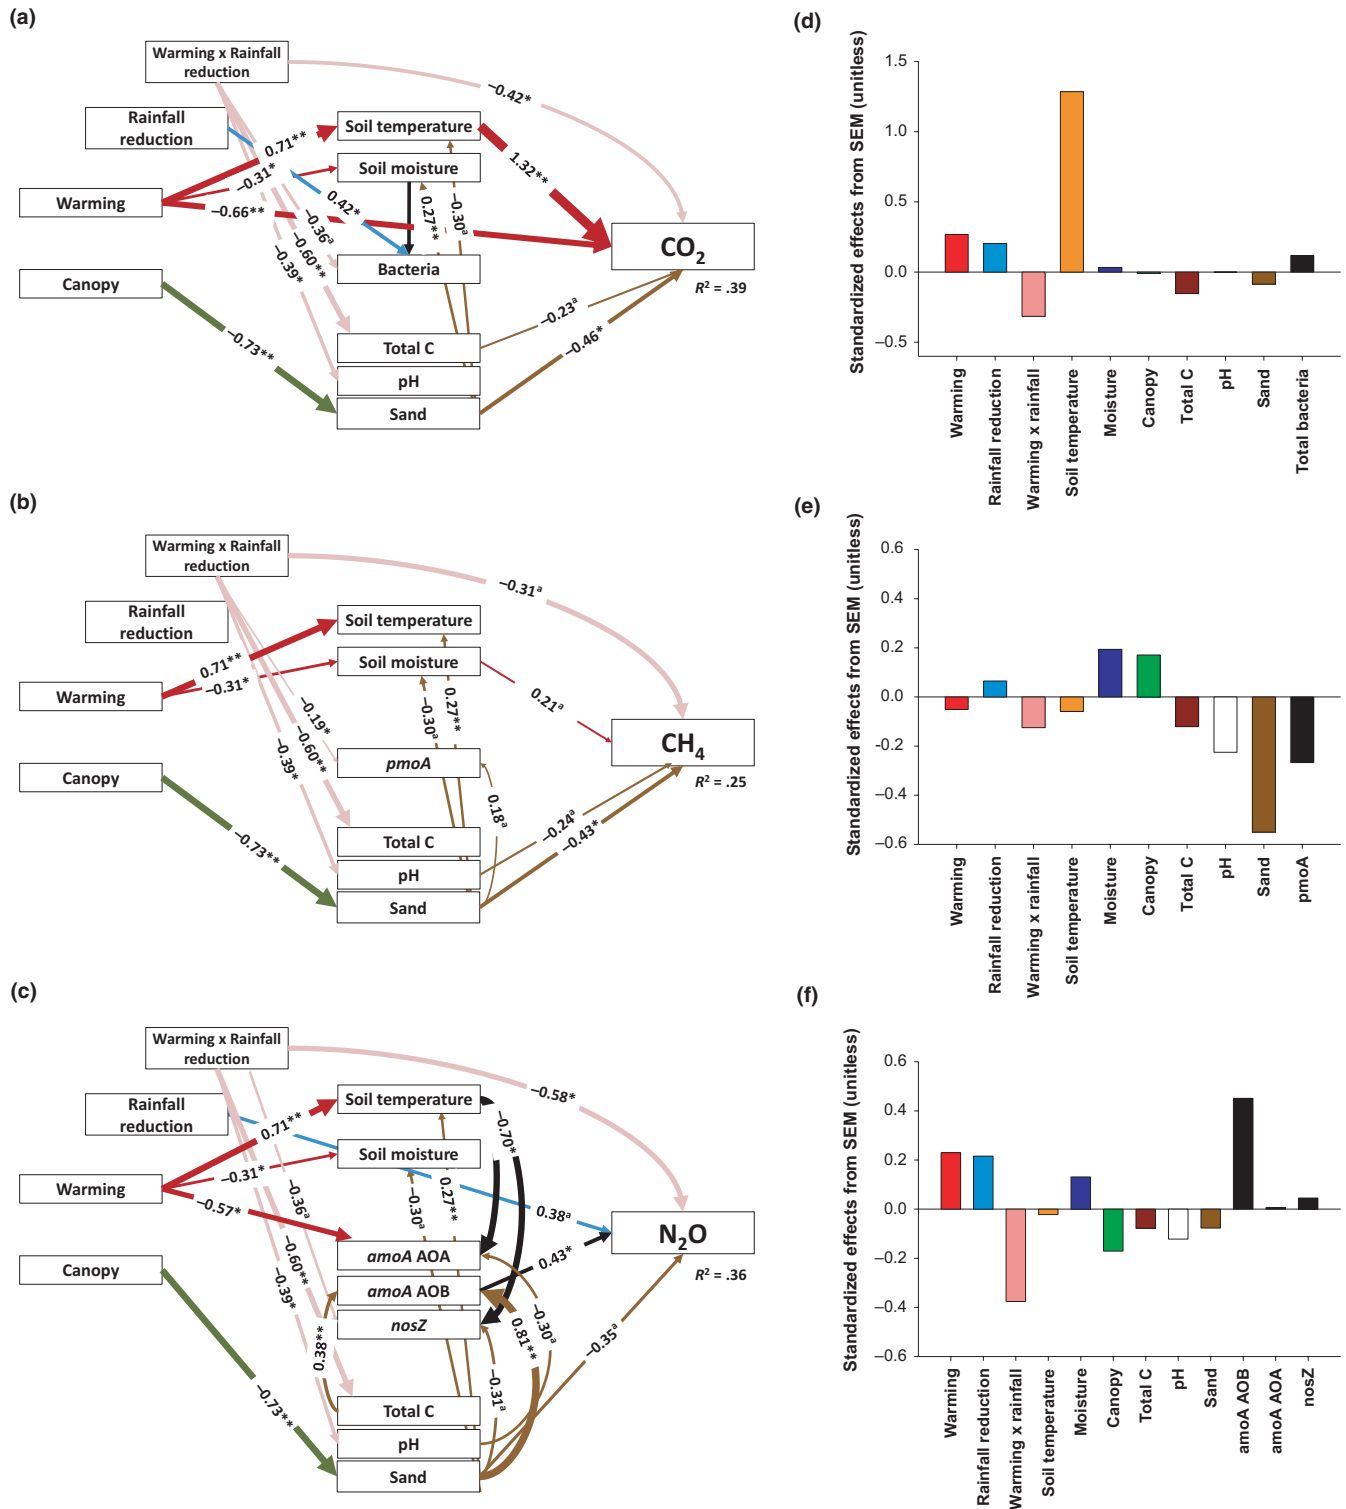 (a)
Warming x Rainfall
reduction
Rainfall
reduction
Warming
Canopy
Soil temperature
Soil moisture
Bacteria
Total C
pH
Sand
CO2
R² = .39
−0.42*
0.71**
−0.31*
−0.66**
0.42*
−0.36ᵃ
−0.60**
−0.39*
0.27**
−0.30ᵃ
1.32**
−0.23ᵃ
−0.46*
−0.73**
(d)
Standardized effects from SEM (unitless)
1.5
1.0
0.5
0.0
−0.5
Warming
Rainfall reduction
Warming x rainfall
Soil temperature
Moisture
Canopy
Total C
pH
Sand
Total bacteria
(b)
Warming x Rainfall
reduction
Rainfall
reduction
Warming
Canopy
Soil temperature
Soil moisture
pmoA
Total C
pH
Sand
CH4
R² = .25
−0.31ᵃ
0.71**
−0.31*
−0.19*
−0.60**
−0.39*
0.27**
−0.30ᵃ
0.21ᵃ
0.18ᵃ
−0.24ᵃ
−0.43*
−0.73**
(e)
Standardized effects from SEM (unitless)
0.6
0.4
0.2
0.0
-0.2
−0.4
−0.6
Warming
Rainfall reduction
Warming x rainfall
Soil temperature
Moisture
Canopy
Total C
pH
Sand
pmoA
(c)
Warming x Rainfall
reduction
Rainfall
reduction
Warming
Canopy
Soil temperature
Soil moisture
amoA AOA
amoA AOB
nosZ
Total C
pH
Sand
N2O
R² = .36
−0.58*
0.71**
−0.31*
−0.57*
−0.36ᵃ
−0.60**
−0.39*
0.38**
−0.70*
0.27**
−0.30ᵃ
0.38ᵃ
0.43*
−0.30ᵃ
0.81**
−0.31ᵃ
−0.35ᵃ
−0.73**
(f)
Standardized effects from SEM (unitless)
0.6
0.4
0.2
0.0
−0.2
−0.4
−0.6
Warming
Rainfall reduction
Warming x rainfall
Soil temperature
Moisture
Canopy
Total C
pH
Sand
amoA AOB
amoA AOA
nosZ